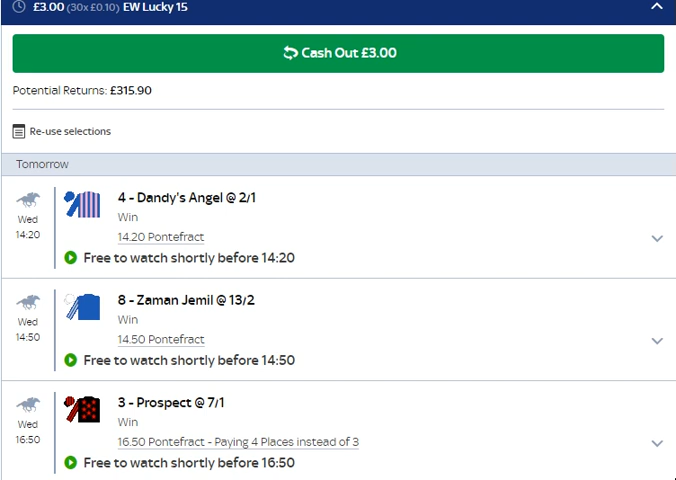 £3.00 (30x £0.10) EW Lucky 15
Cash Out £3.00
Potential Returns: £315.90
Re-use selections
Tomorrow
4 - Dandy's Angel @ 2/1
Wed
Win
14:20
14.20 Pontefract
Free to watch shortly before 14:20
8 - Zaman Jemil @ 13/2
Wed
Win
14:50
14.50 Pontefract
Free to watch shortly before 14:50
3 - Prospect @ 7/1
Wed
Win
16:50
16.50 Pontefract - Paying 4 Places instead of 3
Free to watch shortly before 16:50